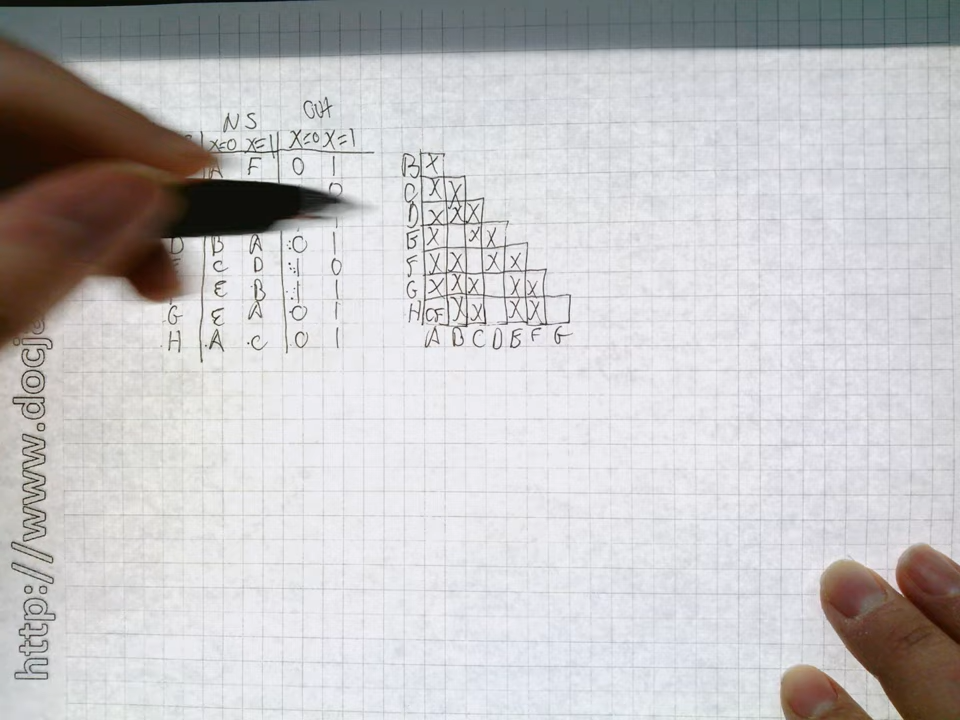 NS OUT
X=0 X=1 X=0 X=1
A F 0 1
0
D B A 0 1
C D 1 0
E B 1 1
G E A 0 1
H A C 0 1
B X
C X X
D X X X
E X X X
F X X X X
G X X X X X
H CF X X X X
A B C D E F G
http://www.docj